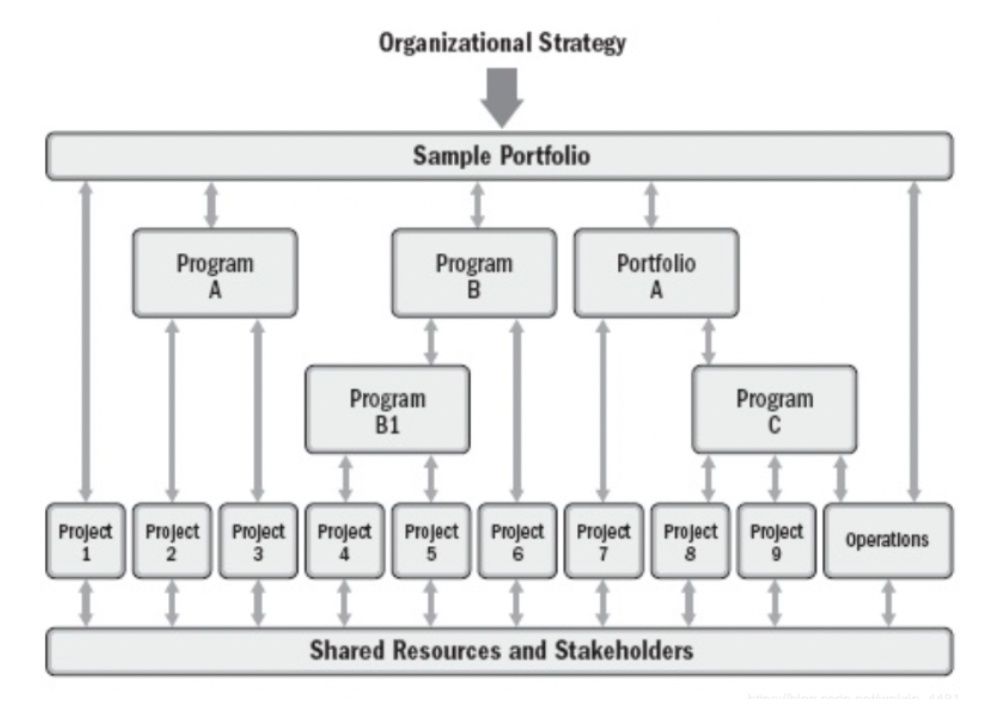 Organizational Strategy
Sample Portfolio
Program
A
Program
B
Portfolio
A
Program
B1
Program
C
Project
1
Project
2
Project
3
Project
4
Project
5
Project
6
Project
7
Project
8
Project
9
Operations
Shared Resources and Stakeholders